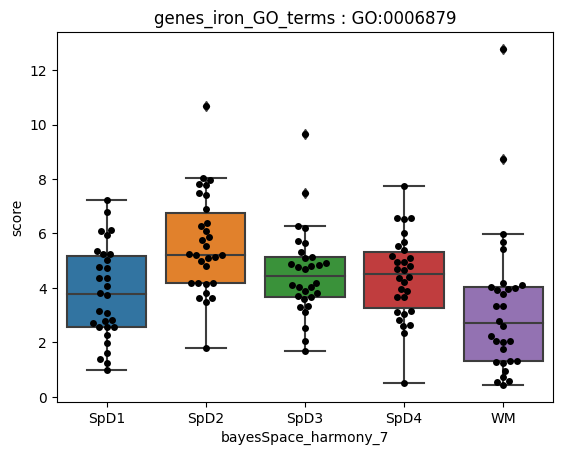 genes_iron_GO_terms : GO:0006879
score
12
10
8
6
4
2
0
SpD1 SpD2 SpD3 SpD4 WM
bayesSpace_harmony_7